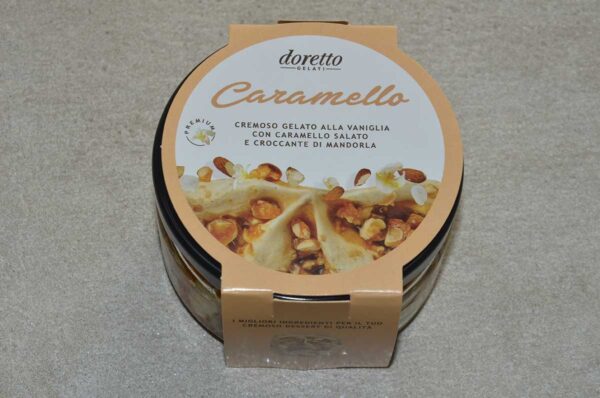 doretto
GELATI
Caramello
PREMIUM
CREMOSO GELATO ALLA VANIGLIA
CON CARAMELLO SALATO
E CROCCANTE DI MANDORLA
I MIGLIORI INGREDIENTI PER IL TUO
CREMOSO DESSERT DI QUALITÀ